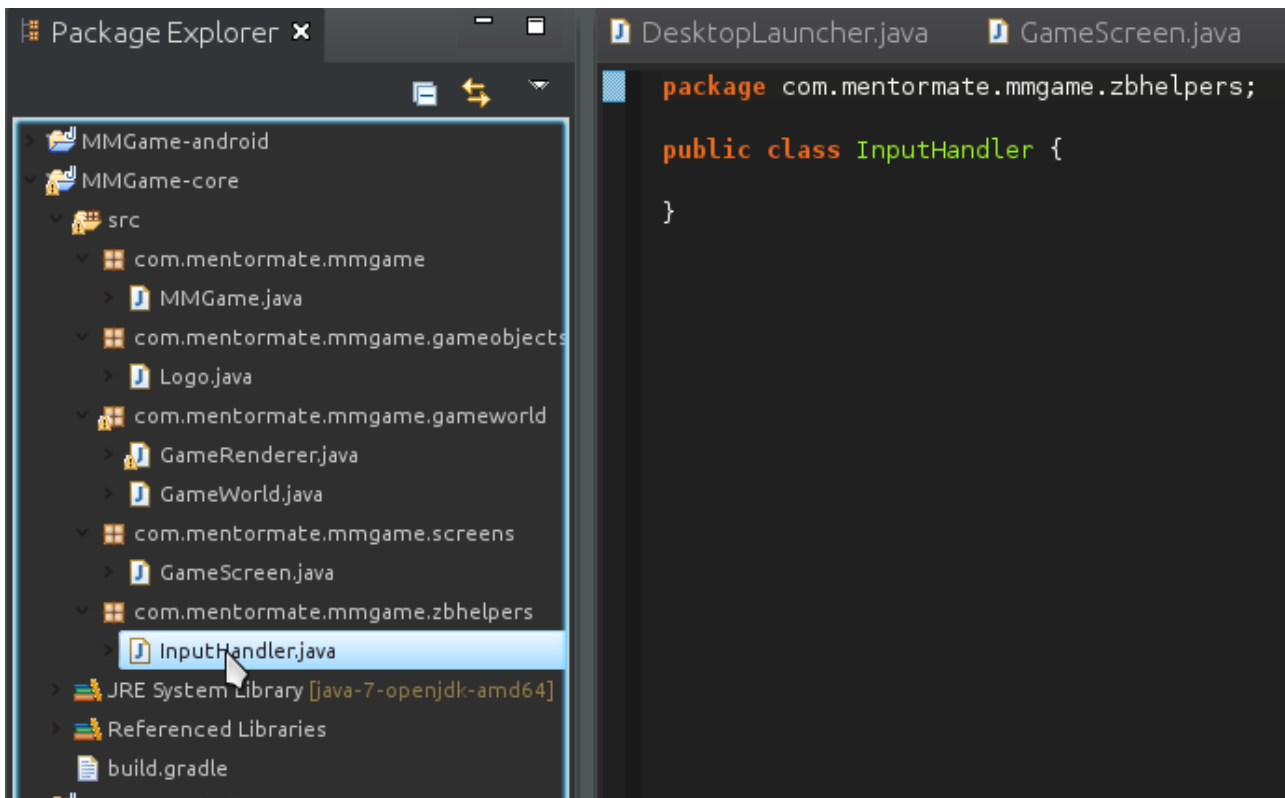 Package Explorer
MMGame-android
MMGame-core
src
com.mentormate.mmgame
MMGame.java
com.mentormate.mmgame.gameobjects
Logo.java
com.mentormate.mmgame.gameworld
GameRenderer.java
GameWorld.java
com.mentormate.mmgame.screens
GameScreen.java
com.mentormate.mmgame.zbhelpers
InputHandler.java
JRE System Library [java-7-openjdk-amd64]
Referenced Libraries
build.gradle
DesktopLauncher.java
GameScreen.java
package com.mentormate.mmgame.zbhelpers;
public class InputHandler {
}